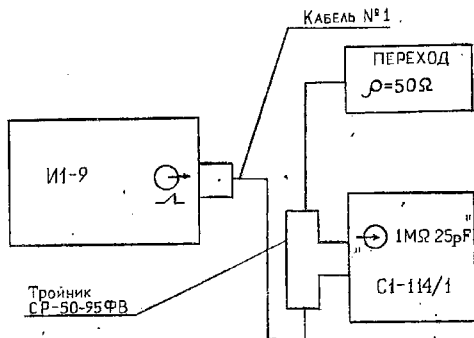 КАБЕЛЬ №1
ПЕРЕХОД
ρ=50Ω
И1-9
1MΩ 25pF
С1-114/1
Тройник
СР-50-95ФВ